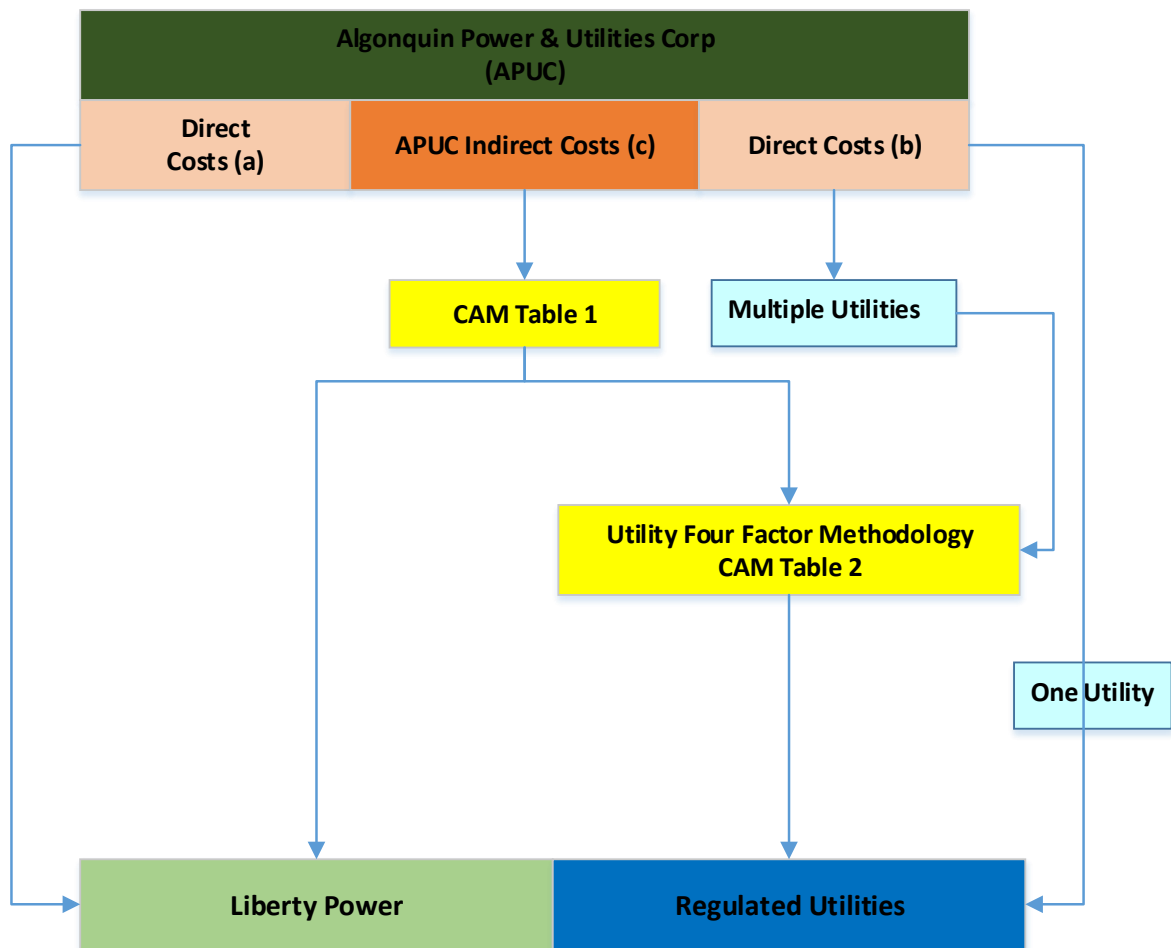 Algonquin Power & Utilities Corp
(APUC)
Direct
Costs (a)
APUC Indirect Costs (c)
Direct Costs (b)
CAM Table 1
Multiple Utilities
Utility Four Factor Methodology
CAM Table 2
One Utility
Liberty Power
Regulated Utilities